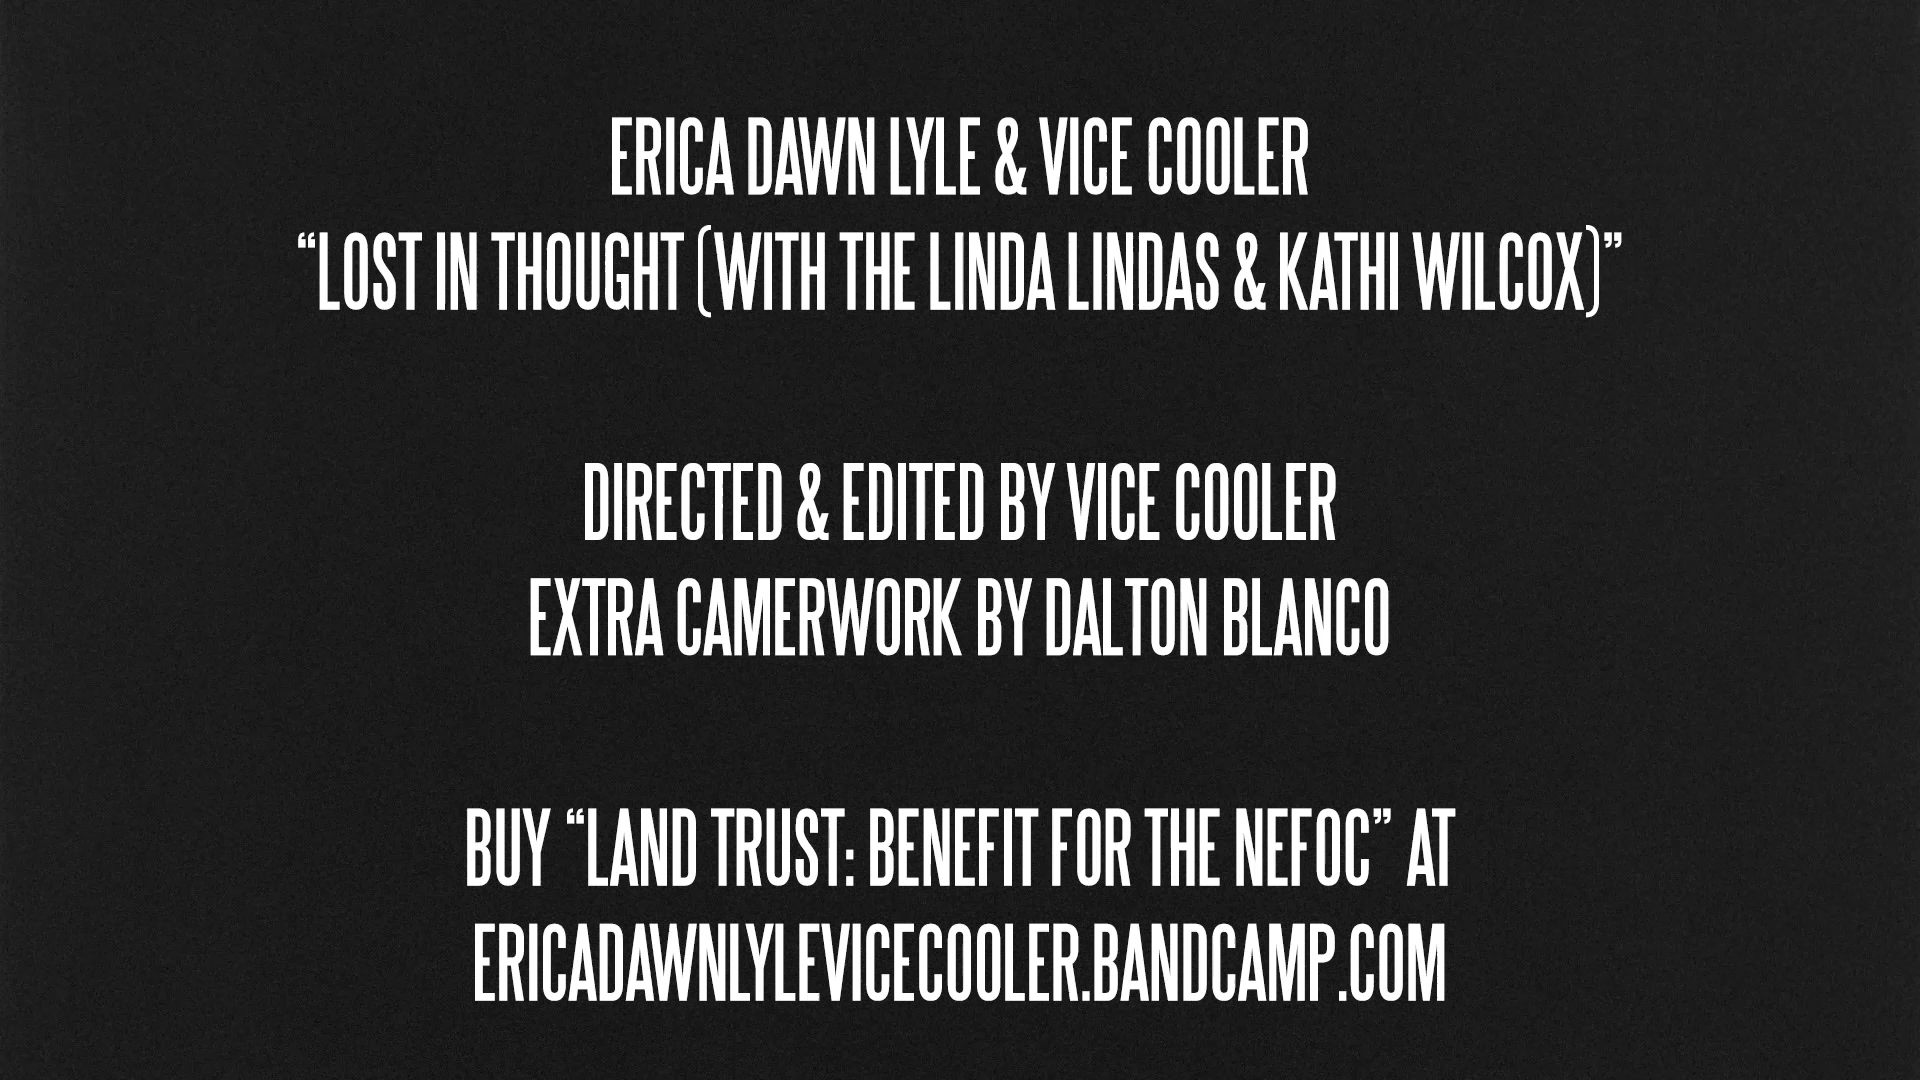 ERICA DAWN LYLE & VICE COOLER
“LOST IN THOUGHT (WITH THE LINDA LINDAS & KATHI WILCOX)”
DIRECTED & EDITED BY VICE COOLER
EXTRA CAMERWORK BY DALTON BLANCO
BUY “LAND TRUST: BENEFIT FOR THE NEFOC” AT
ERICADAWNLYLEVICECOOLER.BANDCAMP.COM